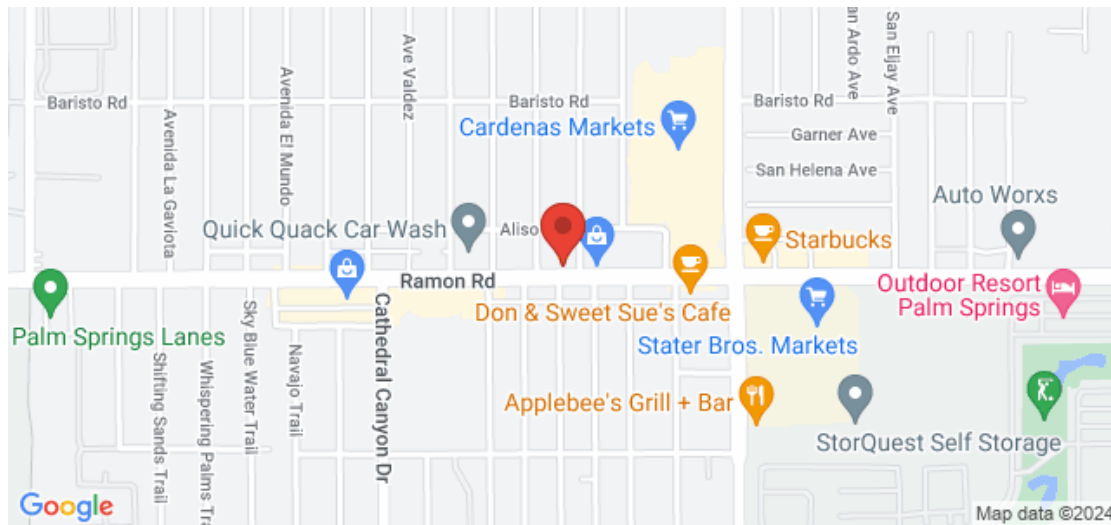 San Eljay Ave
an Ardo Ave
Ave Valdez
Avenida El Mundo
Avenida La Gaviota
Baristo Rd
Baristo Rd
Baristo Rd
Cardenas Markets
Garner Ave
San Helena Ave
Auto Worxs
Quick Quack Car Wash
Aliso
Starbucks
Ramon Rd
Outdoor Resort
Palm Springs
Don & Sweet Sue's Cafe
Palm Springs Lanes
Stater Bros. Markets
Cathedral Canyon Dr
Sky Blue Water Trail
Navajo Trail
Shifting Sands Trail
Whispering Palms Tra
Applebee's Grill + Bar
StorQuest Self Storage
Google
Map data ©2024